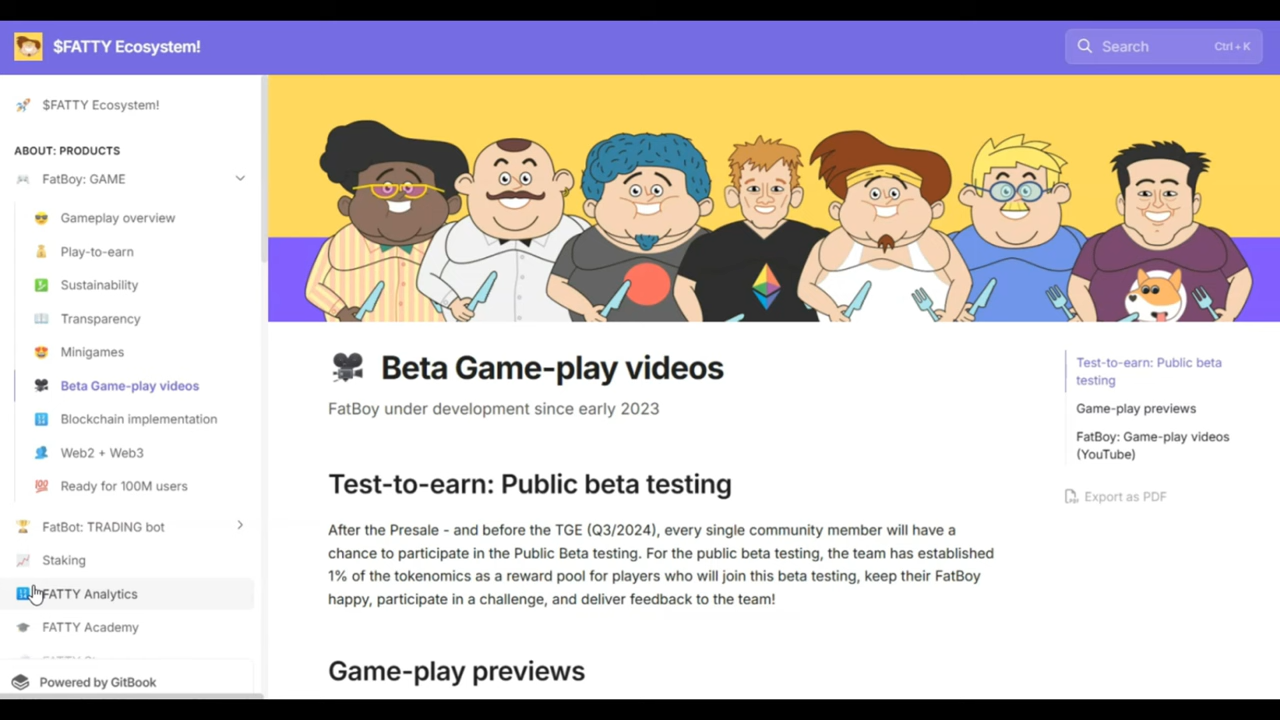 $FATTY Ecosystem!
Search
Ctrl + K
$FATTY Ecosystem!
ABOUT: PRODUCTS
FatBoy: GAME
Gameplay overview
Play-to-earn
Sustainability
Transparency
Minigames
Beta Game-play videos
Blockchain implementation
Web2 + Web3
Ready for 100M users
FatBot: TRADING bot
Staking
FATTY Analytics
FATTY Academy
Powered by GitBook
Beta Game-play videos
FatBoy under development since early 2023
Test-to-earn: Public beta testing
After the Presale - and before the TGE (Q3/2024), every single community member will have a
chance to participate in the Public Beta testing. For the public beta testing, the team has established
1% of the tokenomics as a reward pool for players who will join this beta testing, keep their FatBoy
happy, participate in a challenge, and deliver feedback to the team!
Game-play previews
Test-to-earn: Public beta
testing
Game-play previews
FatBoy: Game-play videos
(YouTube)
Export as PDF